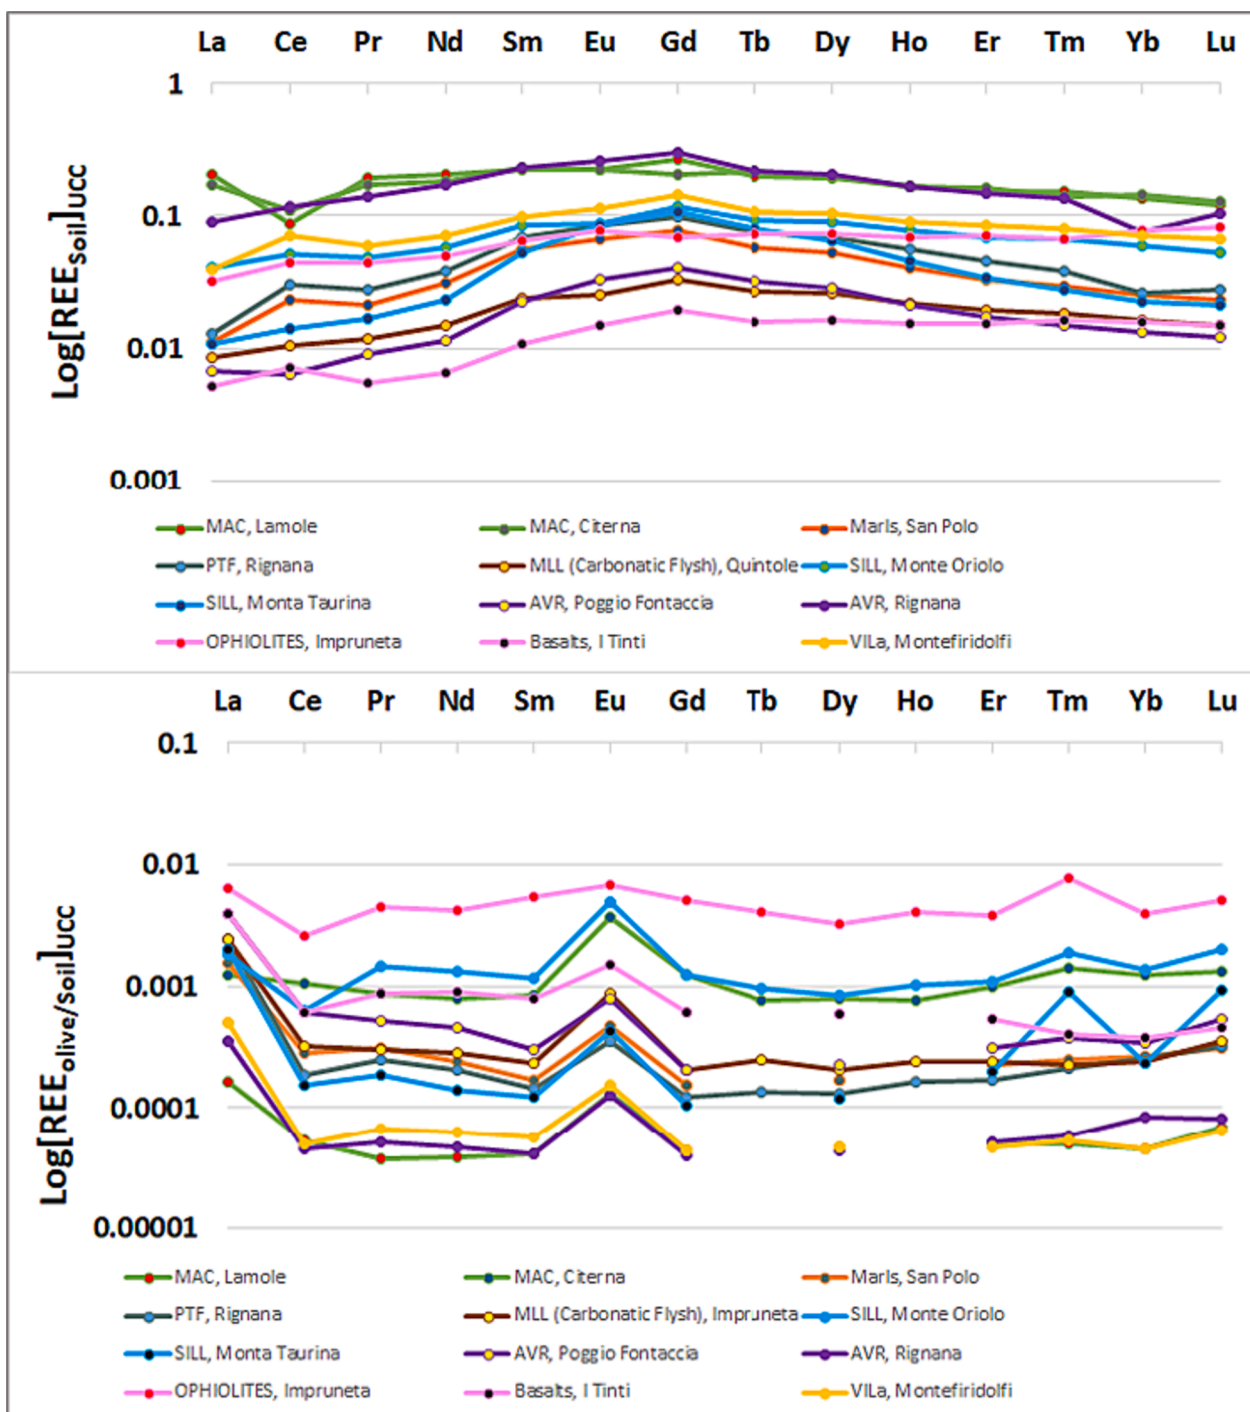 La Ce Pr Nd Sm Eu Gd Tb Dy Ho Er Tm Yb Lu
1
0.1
0.01
0.001
Log[REESoil]UCC
MAC, Lamole MAC, Citerna Marls, San Polo
PTF, Rignana MLL (Carbonatic Flysh), Quintole SILL, Monte Oriolo
SILL, Monta Taurina AVR, Poggio Fontaccia AVR, Rignana
OPHIOLITES, Impruneta Basalts, I Tinti VILa, Montefiridolfi
La Ce Pr Nd Sm Eu Gd Tb Dy Ho Er Tm Yb Lu
0.1
0.01
0.001
0.0001
0.00001
Log[REEolive/Soil]UCC
MAC, Lamole MAC, Citerna Marls, San Polo
PTF, Rignana MLL (Carbonatic Flysh), Impruneta SILL, Monte Oriolo
SILL, Monta Taurina AVR, Poggio Fontaccia AVR, Rignana
OPHIOLITES, Impruneta Basalts, I Tinti VILa, Montefiridolfi